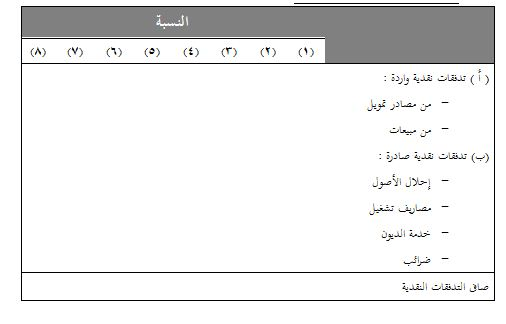 النسبة
(١) (٢) (٣) (٤) (٥) (٦) (٧) (٨)
( أ ) تدفقات نقدية واردة :
– من مصادر تمويل
– من مبيعات
(ب) تدفقات نقدية صادرة :
– إحلال الأصول
– مصاريف تشغيل
– خدمة الديون
– ضرائب
صافى التدفقات النقدية